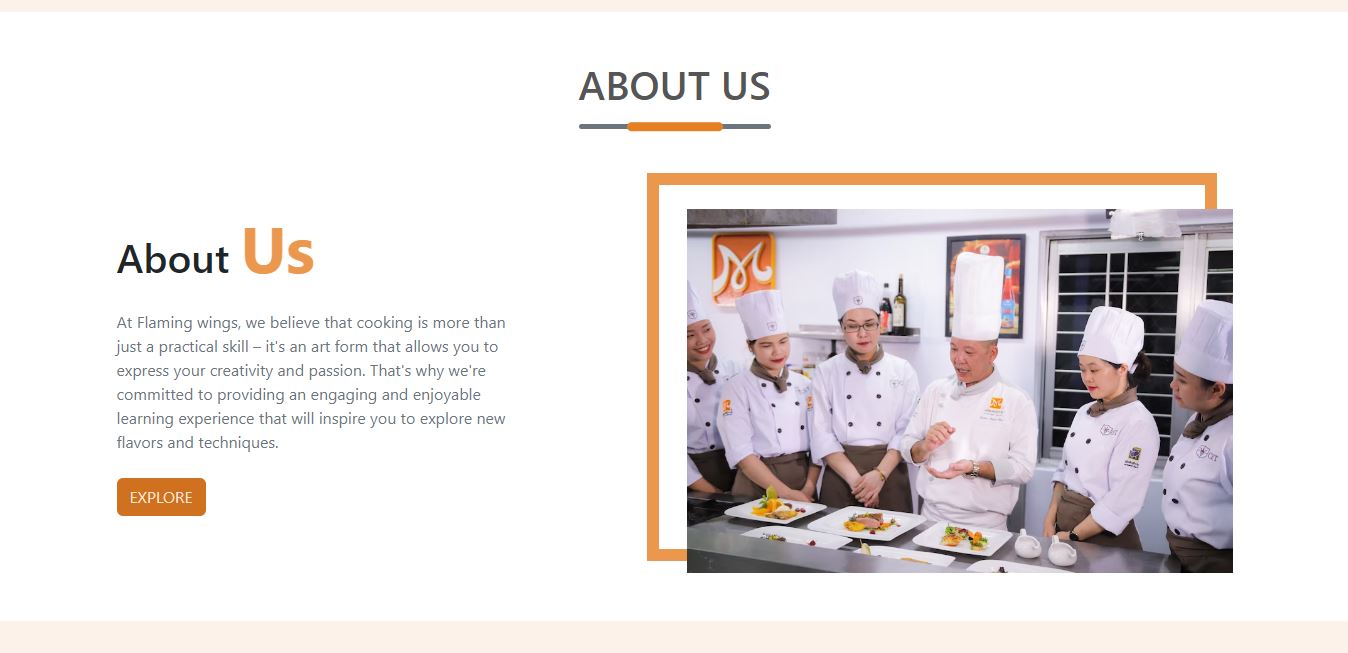 ABOUT US
About Us
At Flaming wings, we believe that cooking is more than
just a practical skill – it's an art form that allows you to
express your creativity and passion. That's why we're
committed to providing an engaging and enjoyable
learning experience that will inspire you to explore new
flavors and techniques.
EXPLORE